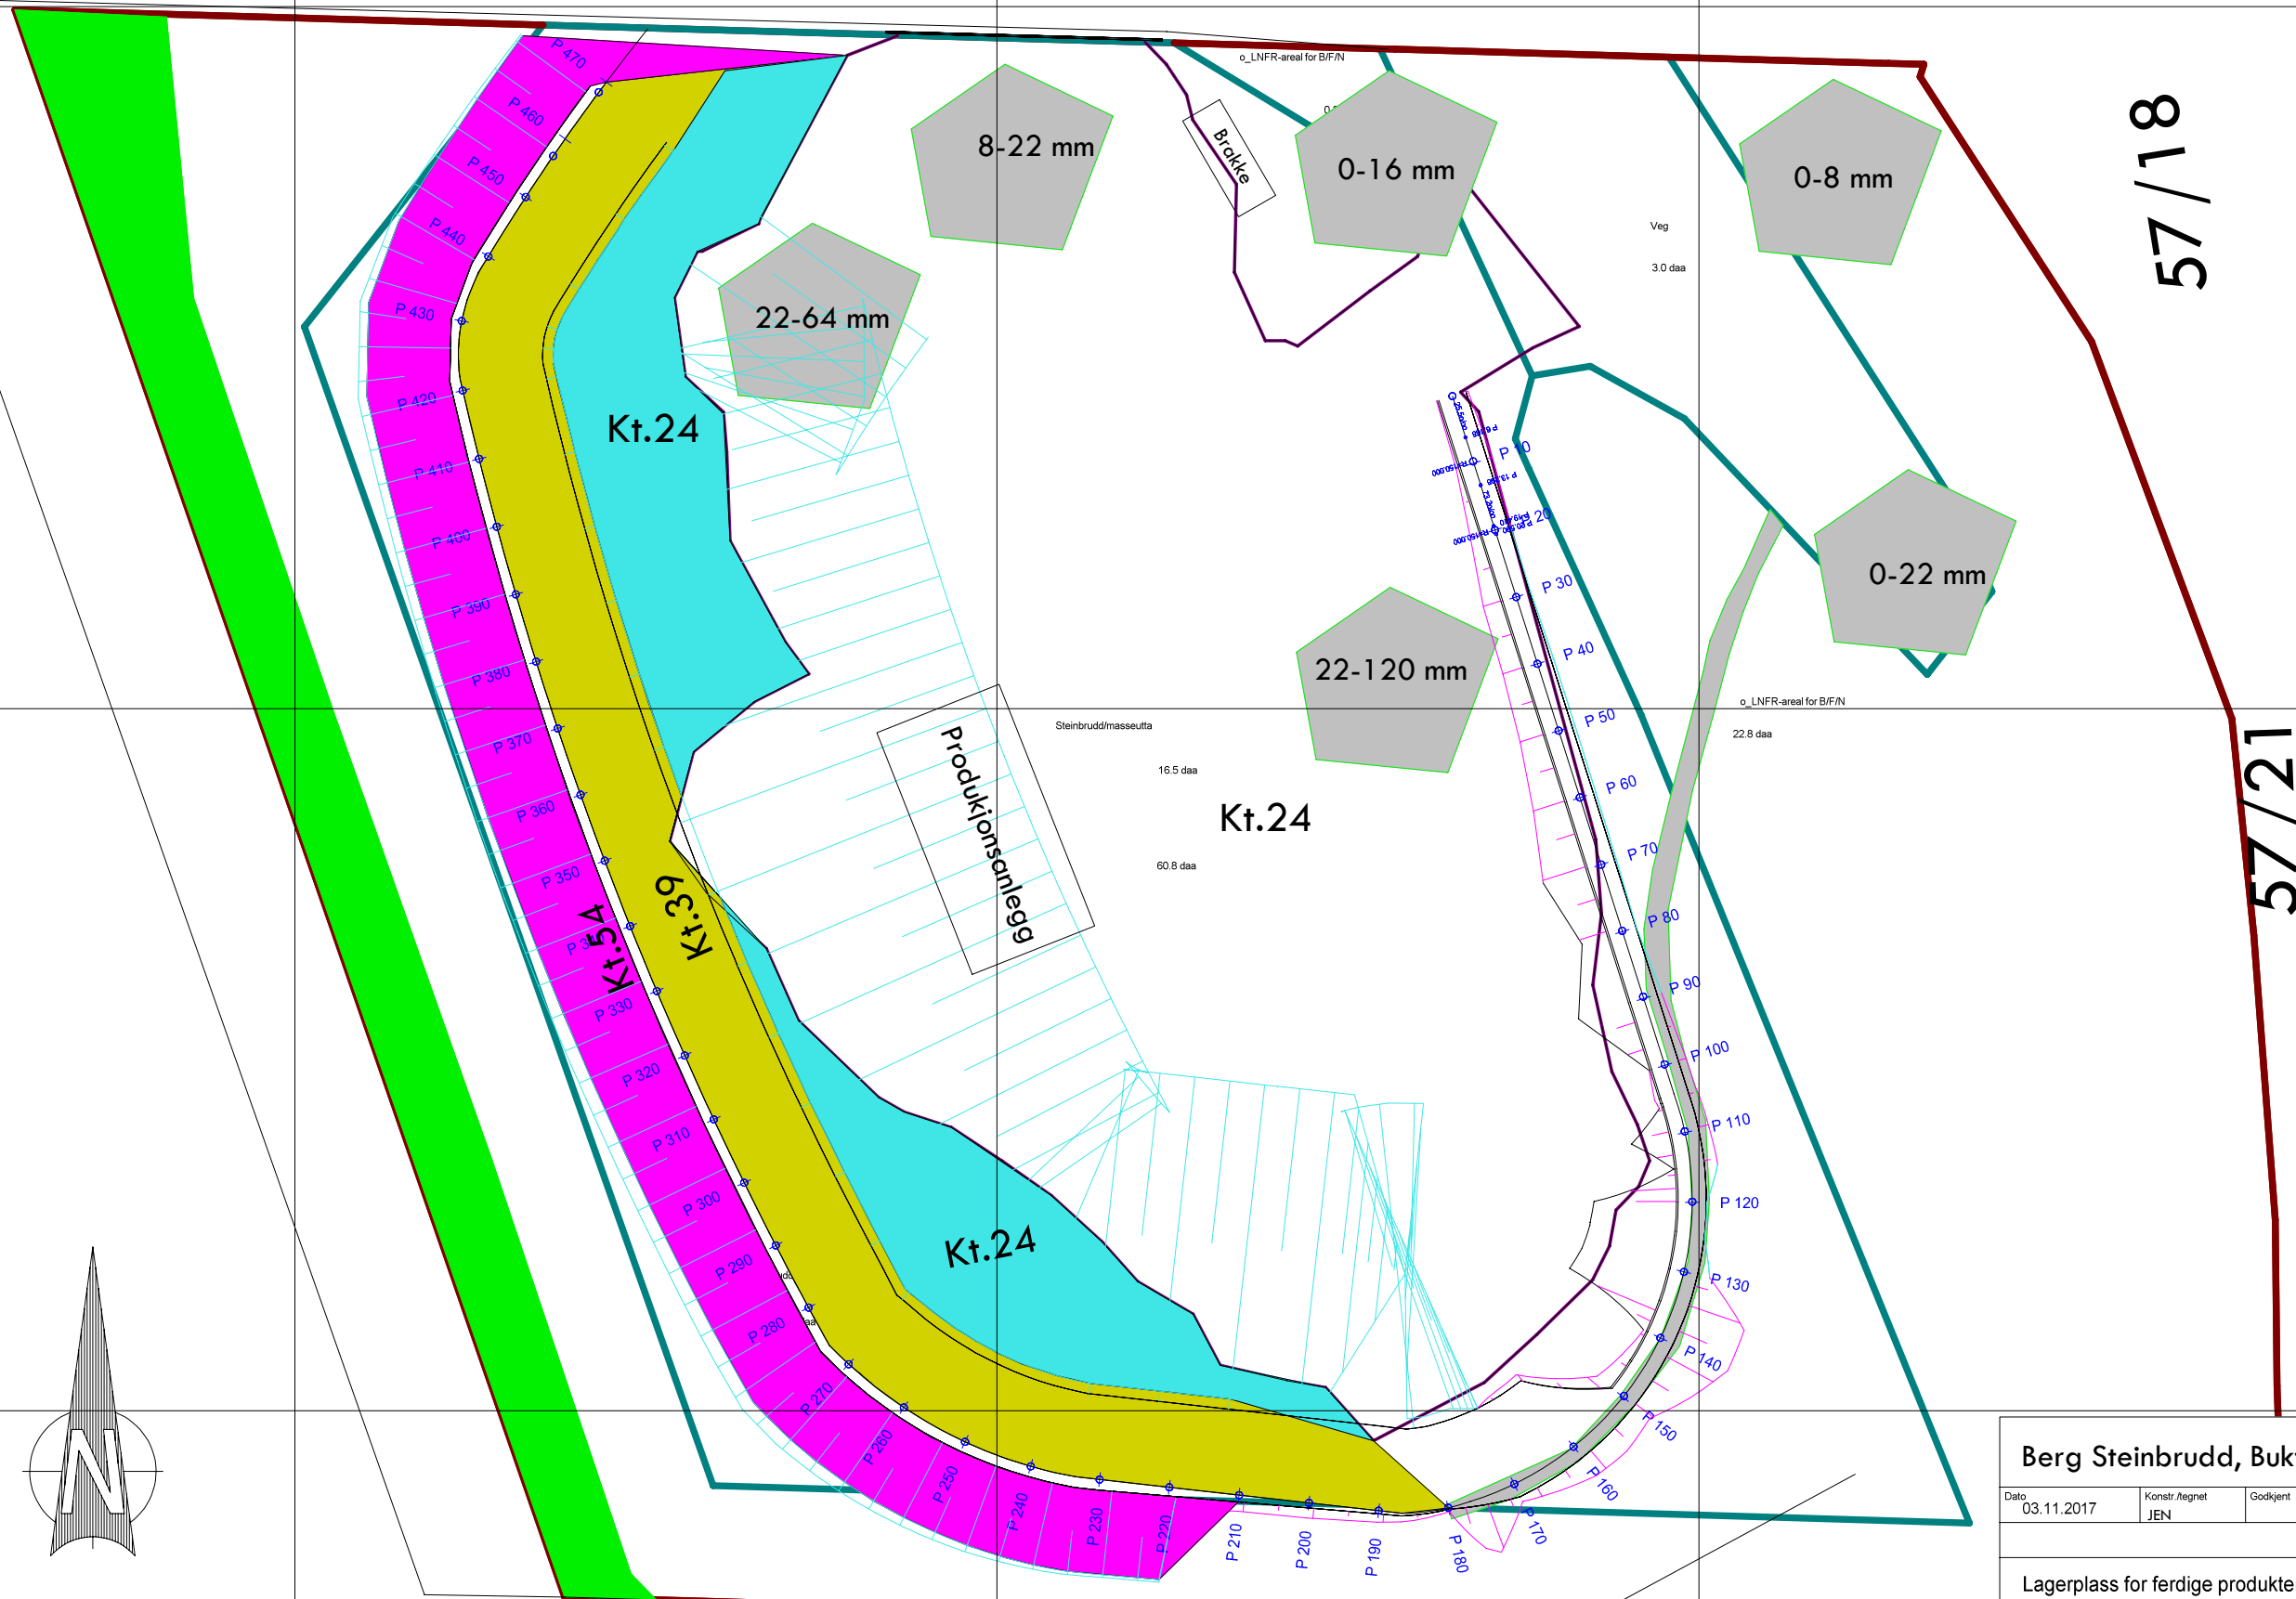 o_LNFR-areal for B/F/N
8-22 mm
Brakke
0-16 mm
0-8 mm
57/18
22-64 mm
Veg
3.0 daa
Kt.24
0-22 mm
22-120 mm
Steinbrudd/masseutta
16.5 daa
o_LNFR-areal for B/F/N
22.8 daa
57/21
Produkjonsanlegg
Kt.24
60.8 daa
Kt.54
Kt.39
Kt.24
P 470
P 460
P 450
P 440
P 430
P 420
P 410
P 400
P 390
P 380
P 370
P 360
P 350
P 330
P 320
P 310
P 300
P 290
P 280
P 270
P 260
P 250
P 240
P 230
P 220
P 210
P 200
P 190
P 180
P 170
P 160
P 150
P 140
P 130
P 120
P 110
P 100
P 90
P 80
P 70
P 60
P 50
P 40
P 30
P 20
P 10
N
Berg Steinbrudd, Buk
Dato
03.11.2017
Konstr./tegnet
JEN
Godkjent
Lagerplass for ferdige produkte